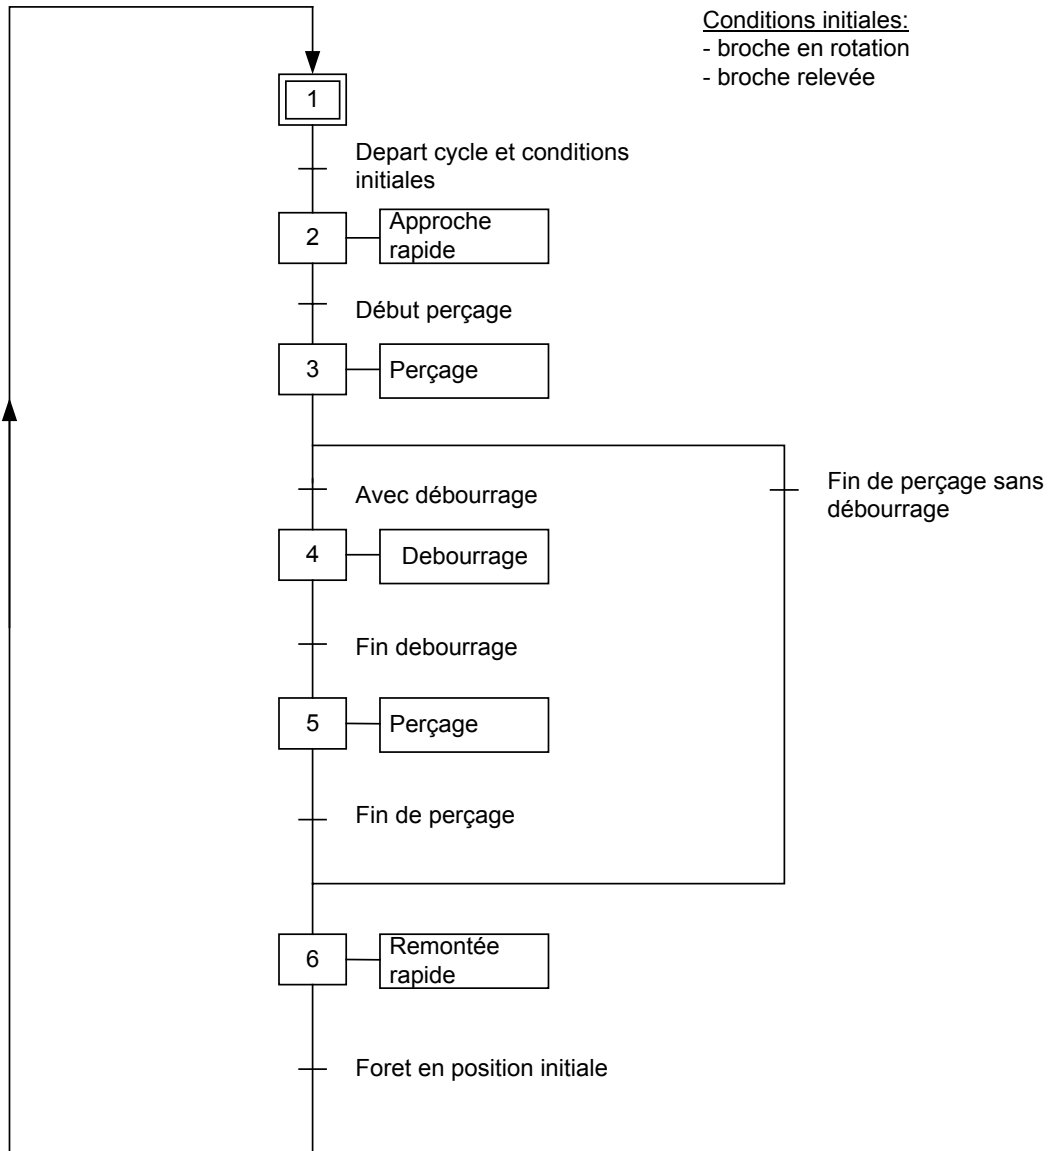 Conditions initiales:
- broche en rotation
- broche relevée
1
Depart cycle et conditions
initiales
2
Approche
rapide
Début perçage
3
Perçage
Avec débourrage
Fin de perçage sans
débourrage
4
Debourrage
Fin debourrage
5
Perçage
Fin de perçage
6
Remontée
rapide
Foret en position initiale